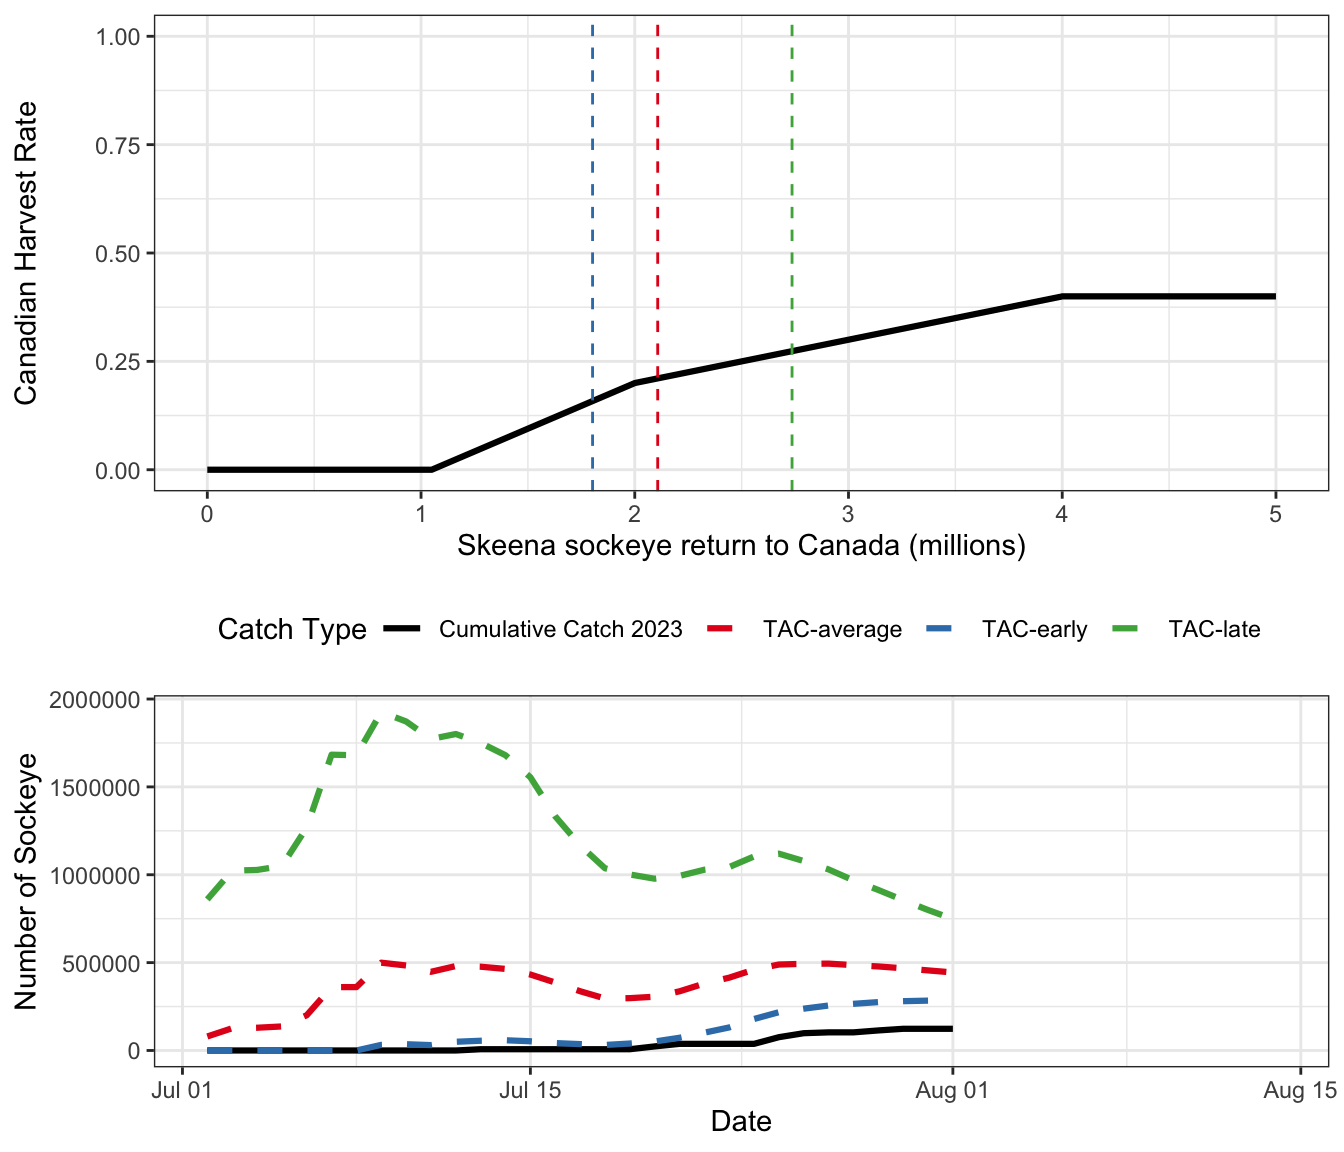 Canadian Harvest Rate
1.00
0.75
0.50
0.25
0.00
0 1 2 3 4 5
Skeena sockeye return to Canada (millions)
Catch Type Cumulative Catch 2023 TAC-average TAC-early TAC-late
Number of Sockeye
2000000
1500000
1000000
500000
0
Jul 01 Jul 15 Aug 01 Aug 15
Date